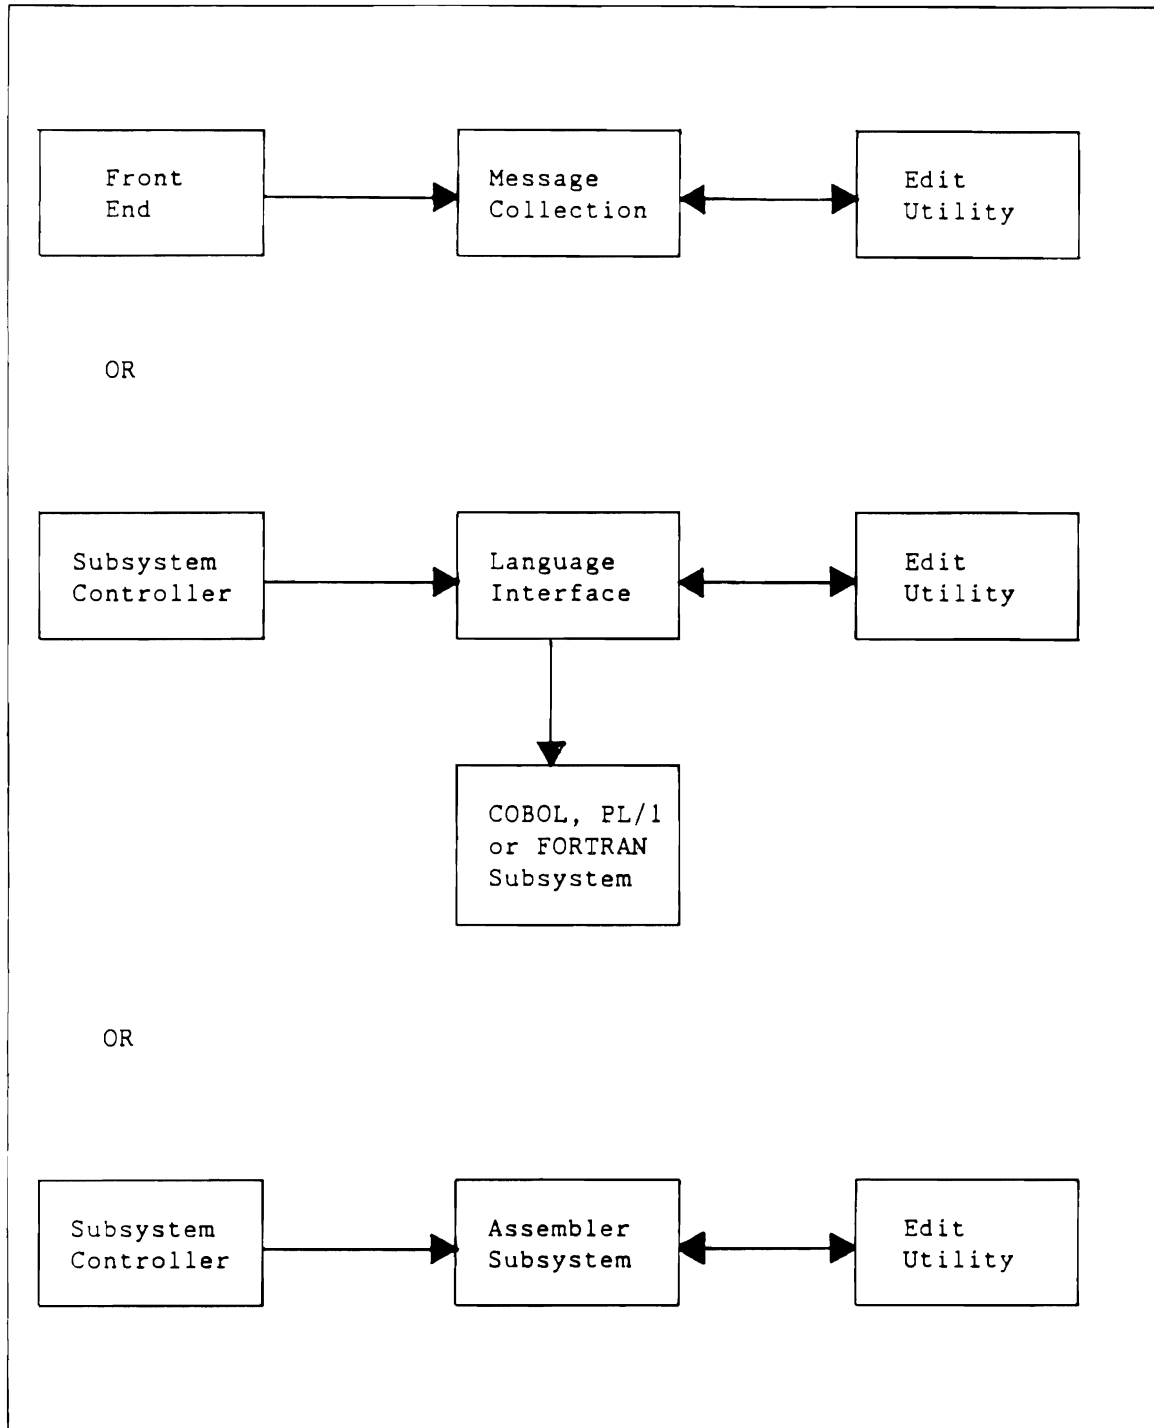 Front
End
Message
Collection
Edit
Utility
OR
Subsystem
Controller
Language
Interface
Edit
Utility
COBOL, PL/1
or FORTRAN
Subsystem
OR
Subsystem
Controller
Assembler
Subsystem
Edit
Utility